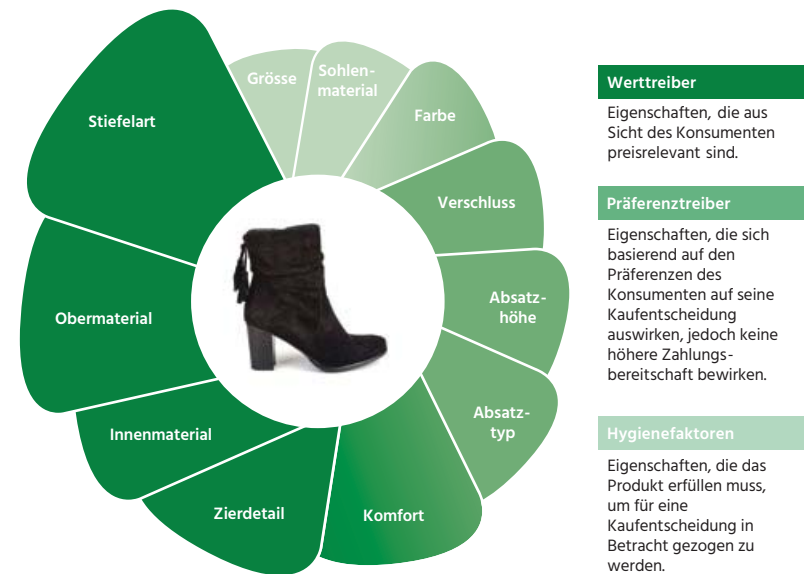 Stiefelart
Grösse
Sohlen-
material
Farbe
Verschluss
Absatz-
höhe
Absatz-
typ
Komfort
Zierdetail
Innenmaterial
Obermaterial
Werttreiber
Eigenschaften, die aus
Sicht des Konsumenten
preisrelevant sind.
Präferenztreiber
Eigenschaften, die sich
basierend auf den
Präferenzen des
Konsumenten auf seine
Kaufentscheidung
auswirken, jedoch keine
höhere Zahlungs-
bereitschaft bewirken.
Hygienefaktoren
Eigenschaften, die das
Produkt erfüllen muss,
um für eine
Kaufentscheidung in
Betracht gezogen zu
werden.